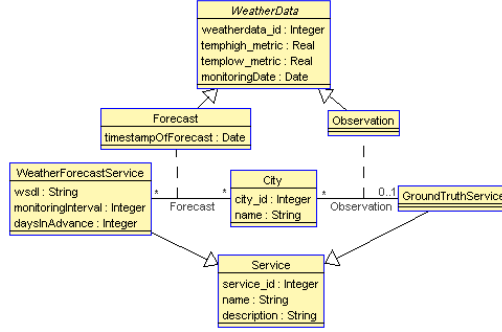 WeatherData
weatherdata_id : Integer
temphigh_metric : Real
templow_metric : Real
monitoringDate : Date
Forecast
timestampOfForecast : Date
Observation
WeatherForecastService
wsdl : String
monitoringInterval : Integer
daysInAdvance : Integer
* Forecast *
City
city_id : Integer
name : String
* Observation 0..1
GroundTruthService
Service
service_id : Integer
name : String
description : String